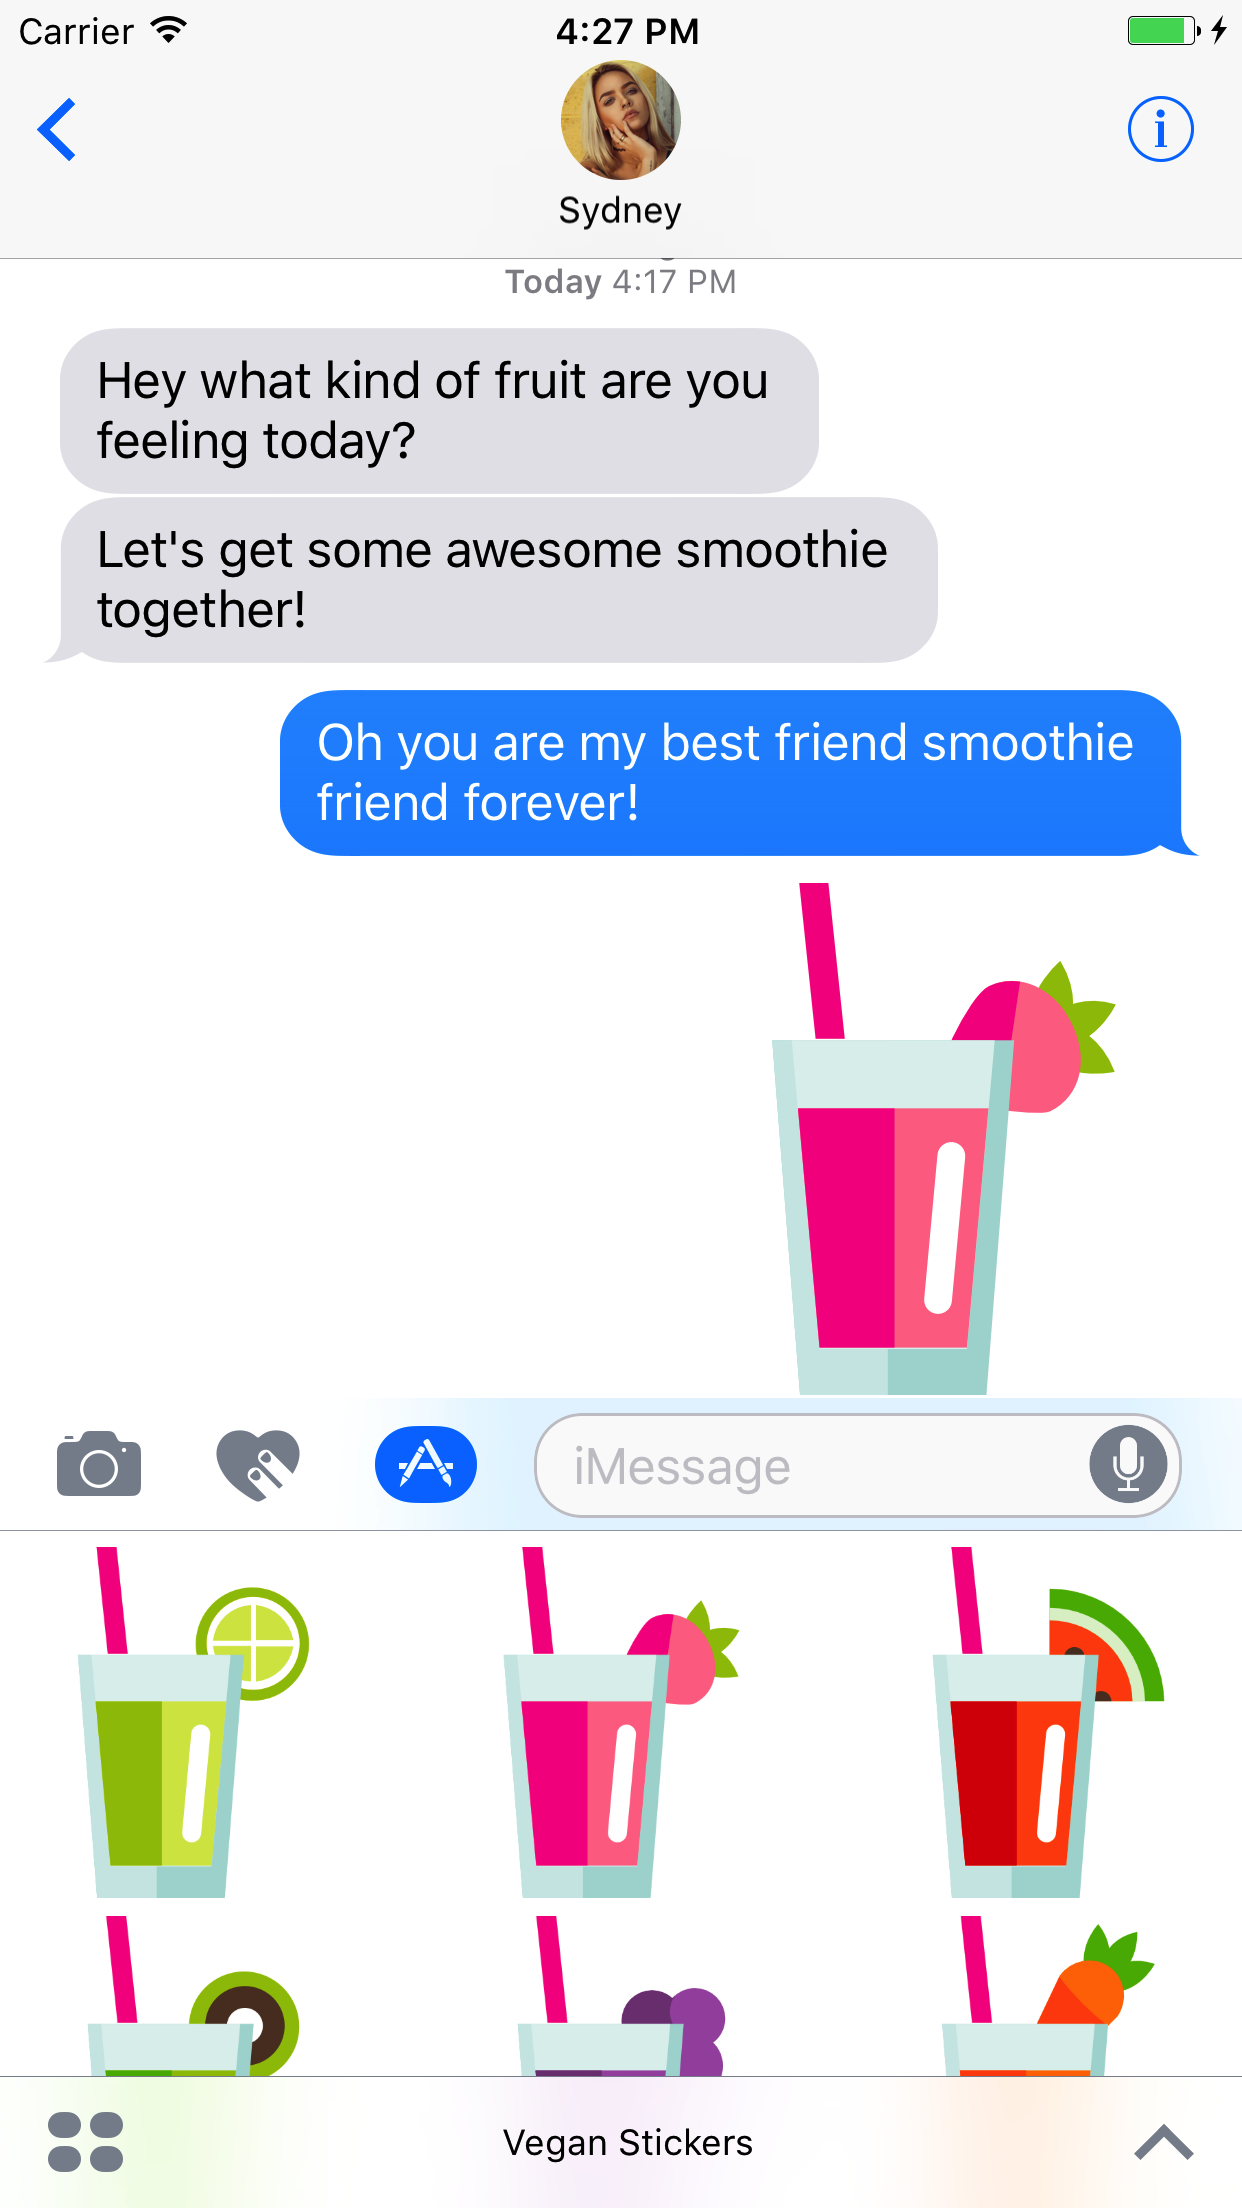 Carrier 4:27 PM
Sydney
Today 4:17 PM
Hey what kind of fruit are you
feeling today?
Let's get some awesome smoothie
together!
Oh you are my best friend smoothie
friend forever!
iMessage
Vegan Stickers